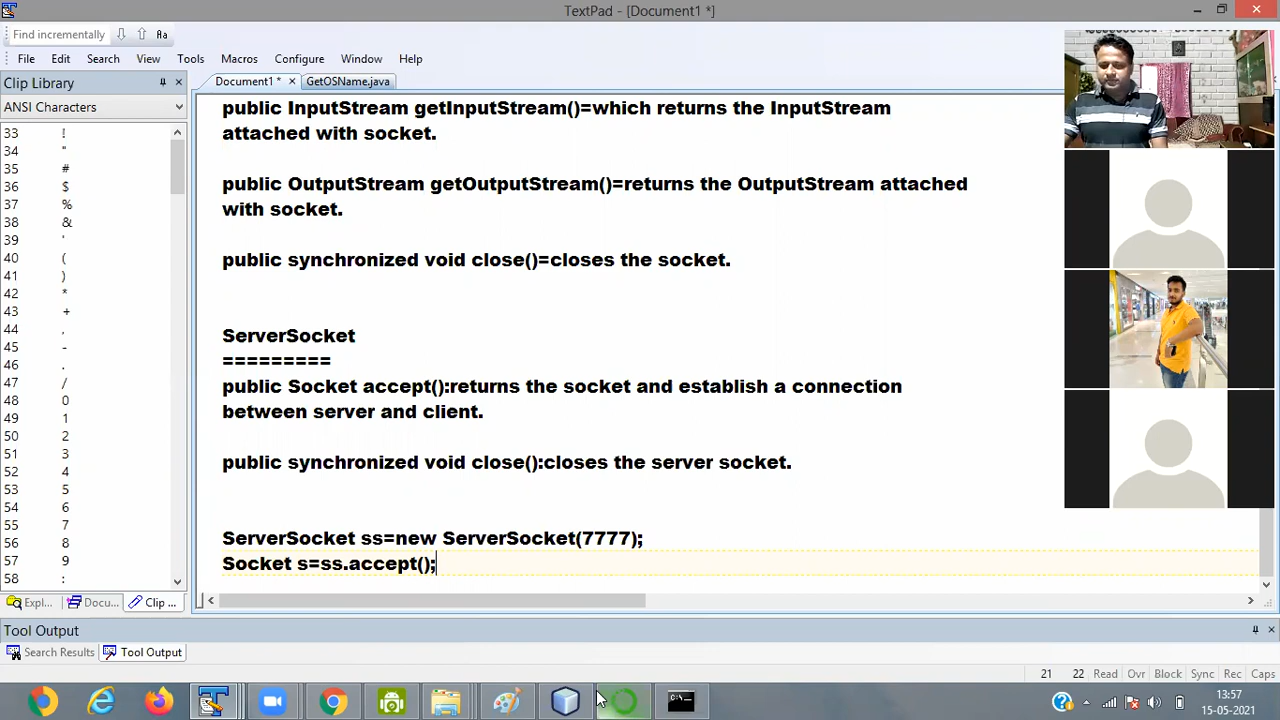 TextPad - [Document1 *]
Find incrementally
File Edit Search View Tools Macros Configure Window Help
Clip Library
Document1 * GetOSName.java
ANSI Characters
33 !
34 "
35 #
36 $
37 %
38 &
39 '
40 (
41 )
42 *
43 +
44 ,
45 -
46 .
47 /
48 0
49 1
50 2
51 3
52 4
53 5
54 6
55 7
56 8
57 9
58 :
public InputStream getInputStream()=which returns the InputStream
attached with socket.
public OutputStream getOutputStream()=returns the OutputStream attached
with socket.
public synchronized void close()=closes the socket.
ServerSocket
=========
public Socket accept():returns the socket and establish a connection
between server and client.
public synchronized void close():closes the server socket.
ServerSocket ss=new ServerSocket(7777);
Socket s=ss.accept();
Expl... Docu... Clip ...
Tool Output
Search Results Tool Output
21 22 Read Ovr Block Sync Rec Caps
13:57
15-05-2021